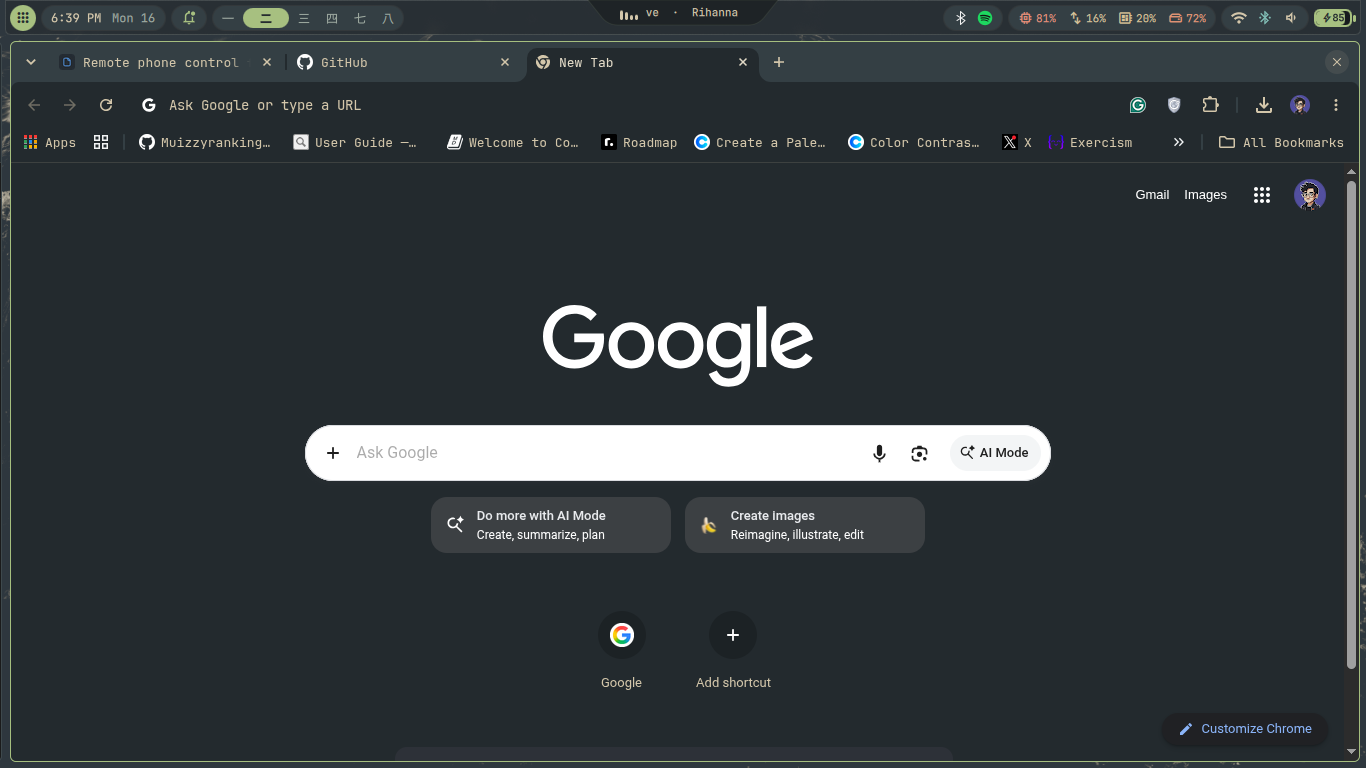 6:39 PM Mon 16
一 二 三 四 七 八
ve · Rihanna
81% 16% 20% 72%
85
Remote phone control
GitHub
New Tab
Ask Google or type a URL
Apps
Muizzyranking…
User Guide —…
Welcome to Co…
Roadmap
Create a Pale…
Color Contras…
X
Exercism
All Bookmarks
Gmail Images
Google
Ask Google
AI Mode
Do more with AI Mode
Create, summarize, plan
Create images
Reimagine, illustrate, edit
Google
Add shortcut
Customize Chrome